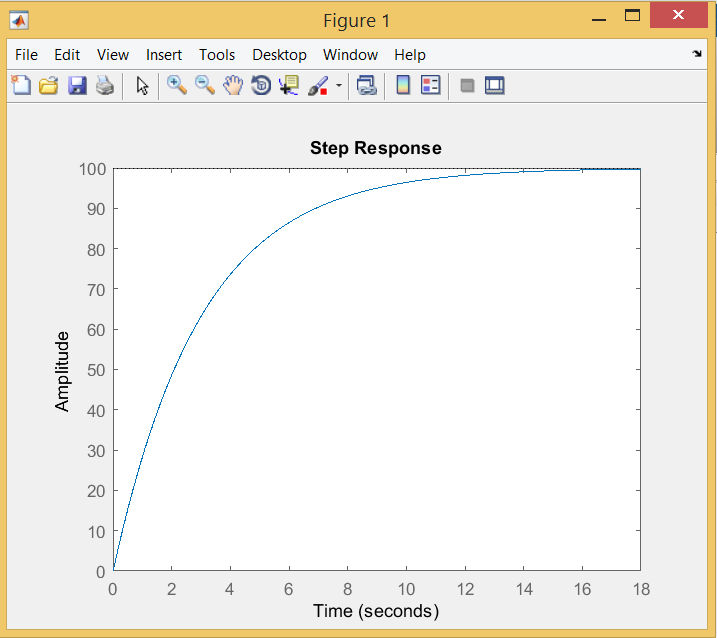 Figure 1
File Edit View Insert Tools Desktop Window Help
Step Response
100
90
80
70
60
50
40
30
20
10
0
Amplitude
0 2 4 6 8 10 12 14 16 18
Time (seconds)